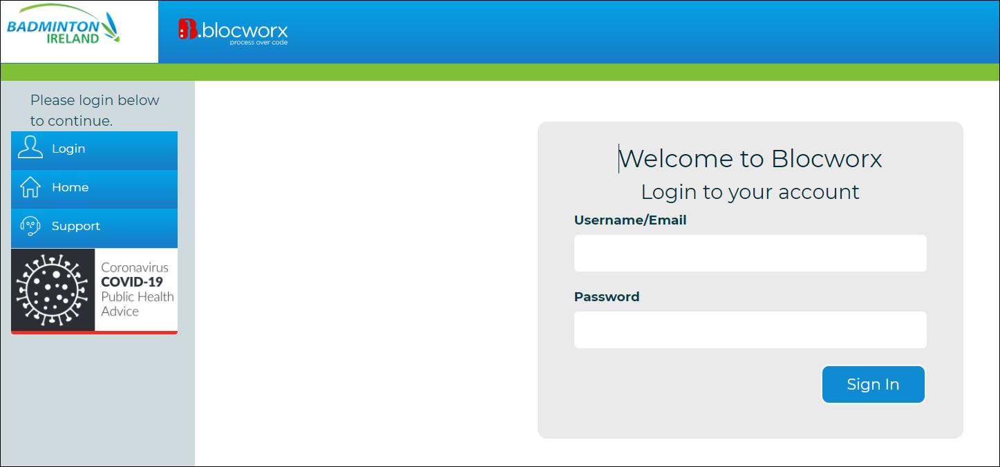 BADMINTON
IRELAND
B.blocworx
process over code
Please login below
to continue.
Login
Home
Support
Coronavirus
COVID-19
Public Health
Advice
Welcome to Blocworx
Login to your account
Username/Email
Password
Sign In